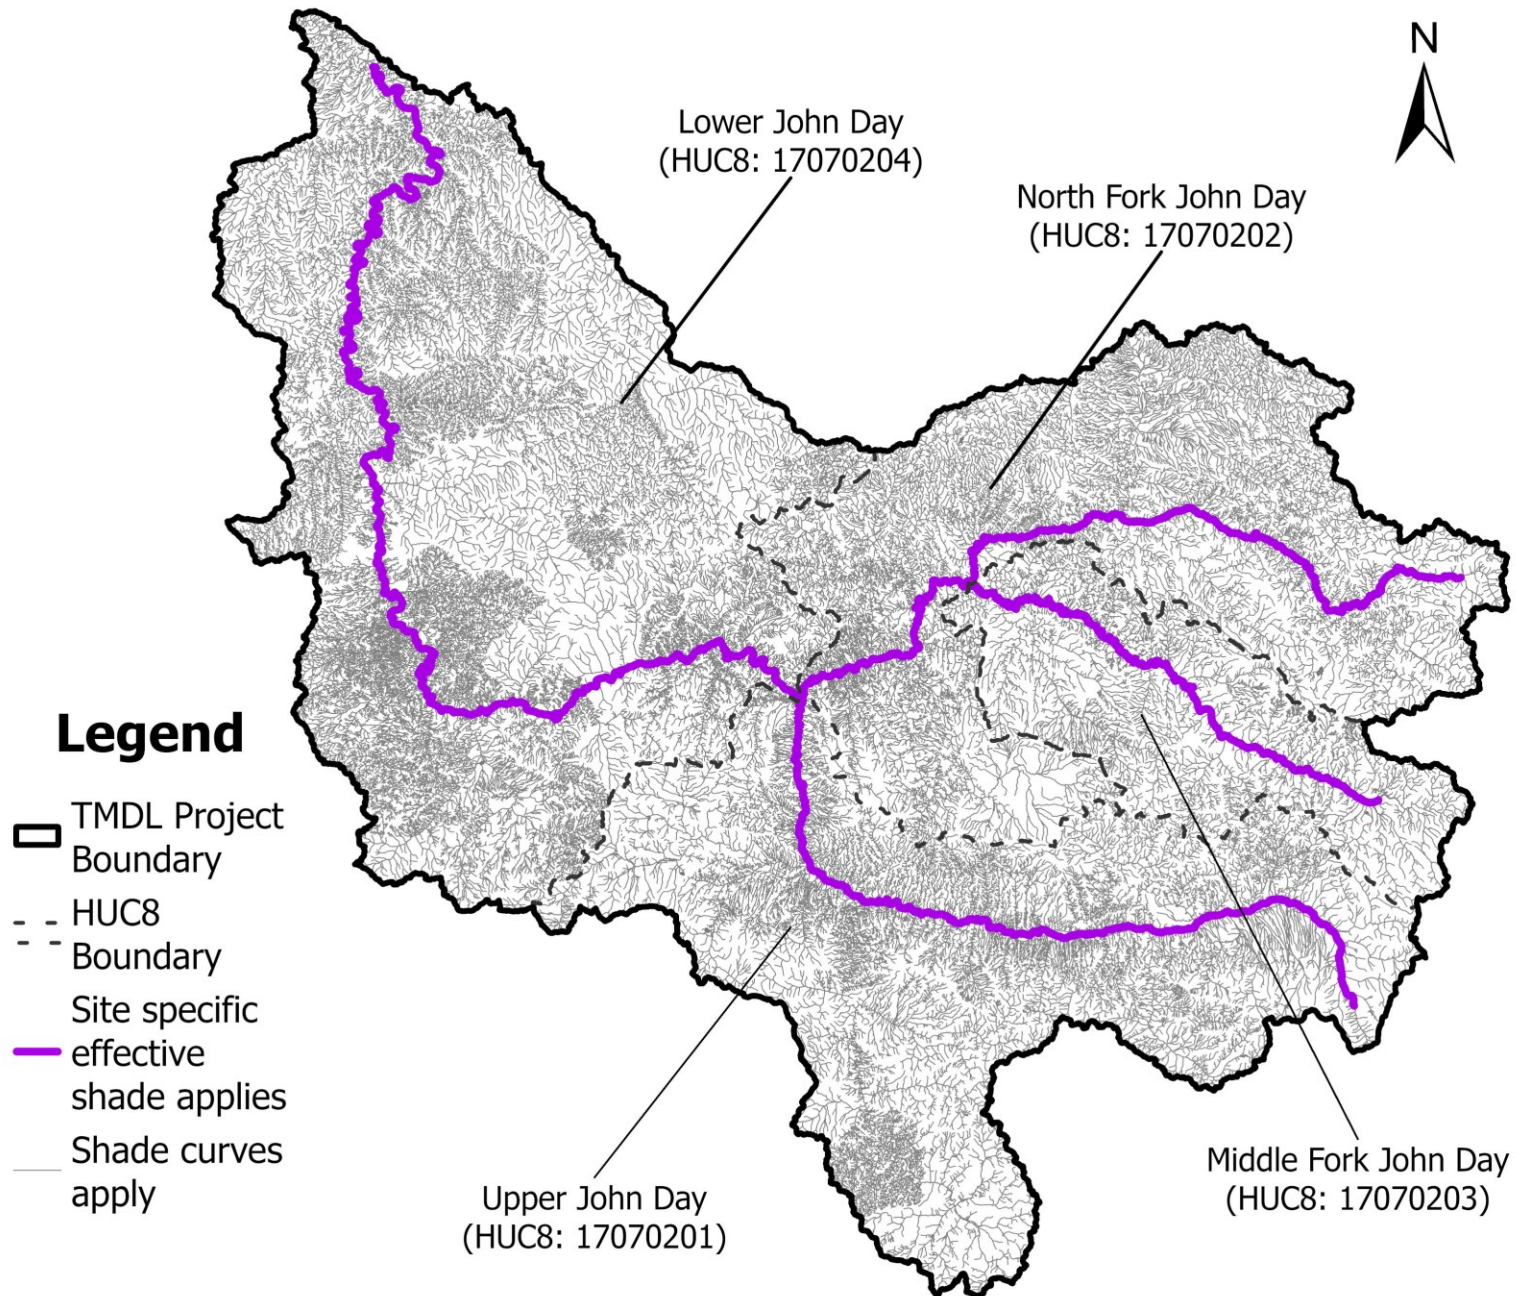 N
Lower John Day
(HUC8: 17070204)
North Fork John Day
(HUC8: 17070202)
Legend
TMDL Project
Boundary
HUC8
Boundary
Site specific
effective
shade applies
Shade curves
apply
Upper John Day
(HUC8: 17070201)
Middle Fork John Day
(HUC8: 17070203)